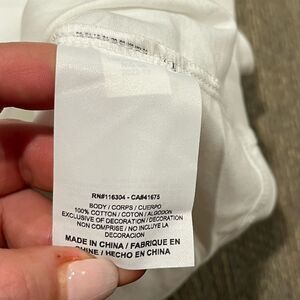 RN#116304 - CA#41675
BODY / CORPS / CUERPO
100% COTTON / COTON / ALGODON
EXCLUSIVE OF DECORATION / DECORATION
NON COMPRISE / NO INCLUYE LA
DECORACION
MADE IN CHINA / FABRIQUE EN
CHINE / HECHO EN CHINA